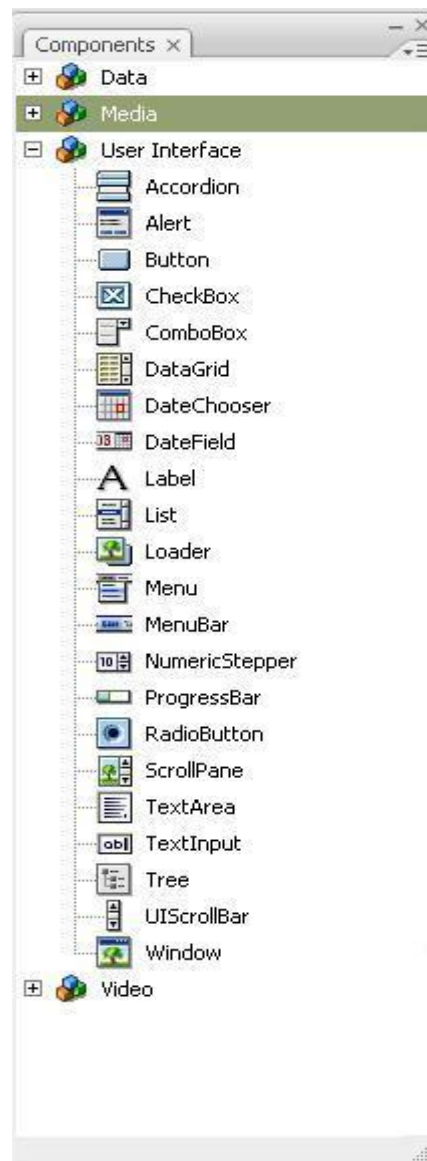 Components
Data
Media
User Interface
Accordion
Alert
Button
CheckBox
ComboBox
DataGrid
DateChooser
DateField
Label
List
Loader
Menu
MenuBar
NumericStepper
ProgressBar
RadioButton
ScrollPane
TextArea
TextInput
Tree
UIScrollBar
Window
Video